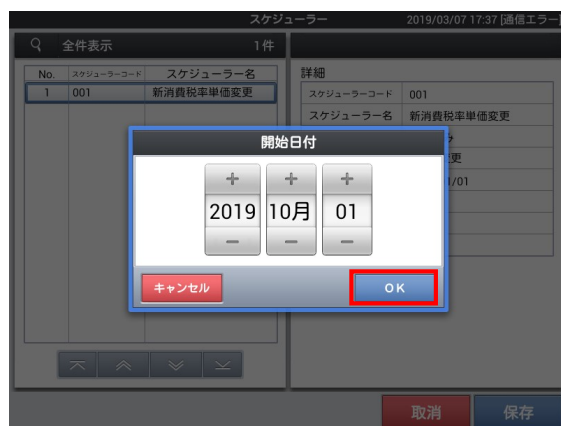 スケジューラー 2019/03/07 17:37 [通信エラー]
全件表示 1件
No. スケジューラーコード スケジューラー名
1 001 新消費税率単価変更
詳細
スケジューラーコード 001
スケジューラー名 新消費税率単価変更
更
1/01
開始日付
+ + +
2019 10月 01
− − −
キャンセル OK
取消 保存